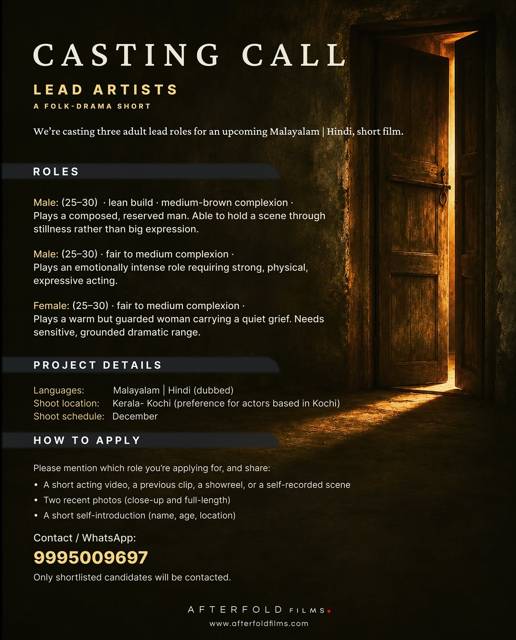 CASTING CALL
LEAD ARTISTS
A FOLK-DRAMA SHORT
We're casting three adult lead roles for an upcoming Malayalam | Hindi, short film.
ROLES
Male: (25–30) · lean build · medium-brown complexion ·
Plays a composed, reserved man. Able to hold a scene through
stillness rather than big expression.
Male: (25–30) · fair to medium complexion ·
Plays an emotionally intense role requiring strong, physical,
expressive acting.
Female: (25–30) · fair to medium complexion ·
Plays a warm but guarded woman carrying a quiet grief. Needs
sensitive, grounded dramatic range.
PROJECT DETAILS
Languages: Malayalam | Hindi (dubbed)
Shoot location: Kerala- Kochi (preference for actors based in Kochi)
Shoot schedule: December
HOW TO APPLY
Please mention which role you're applying for, and share:
• A short acting video, a previous clip, a showreel, or a self-recorded scene
• Two recent photos (close-up and full-length)
• A short self-introduction (name, age, location)
Contact / WhatsApp:
9995009697
Only shortlisted candidates will be contacted.
AFTERFOLD FILMS.
www.afterfoldfilms.com